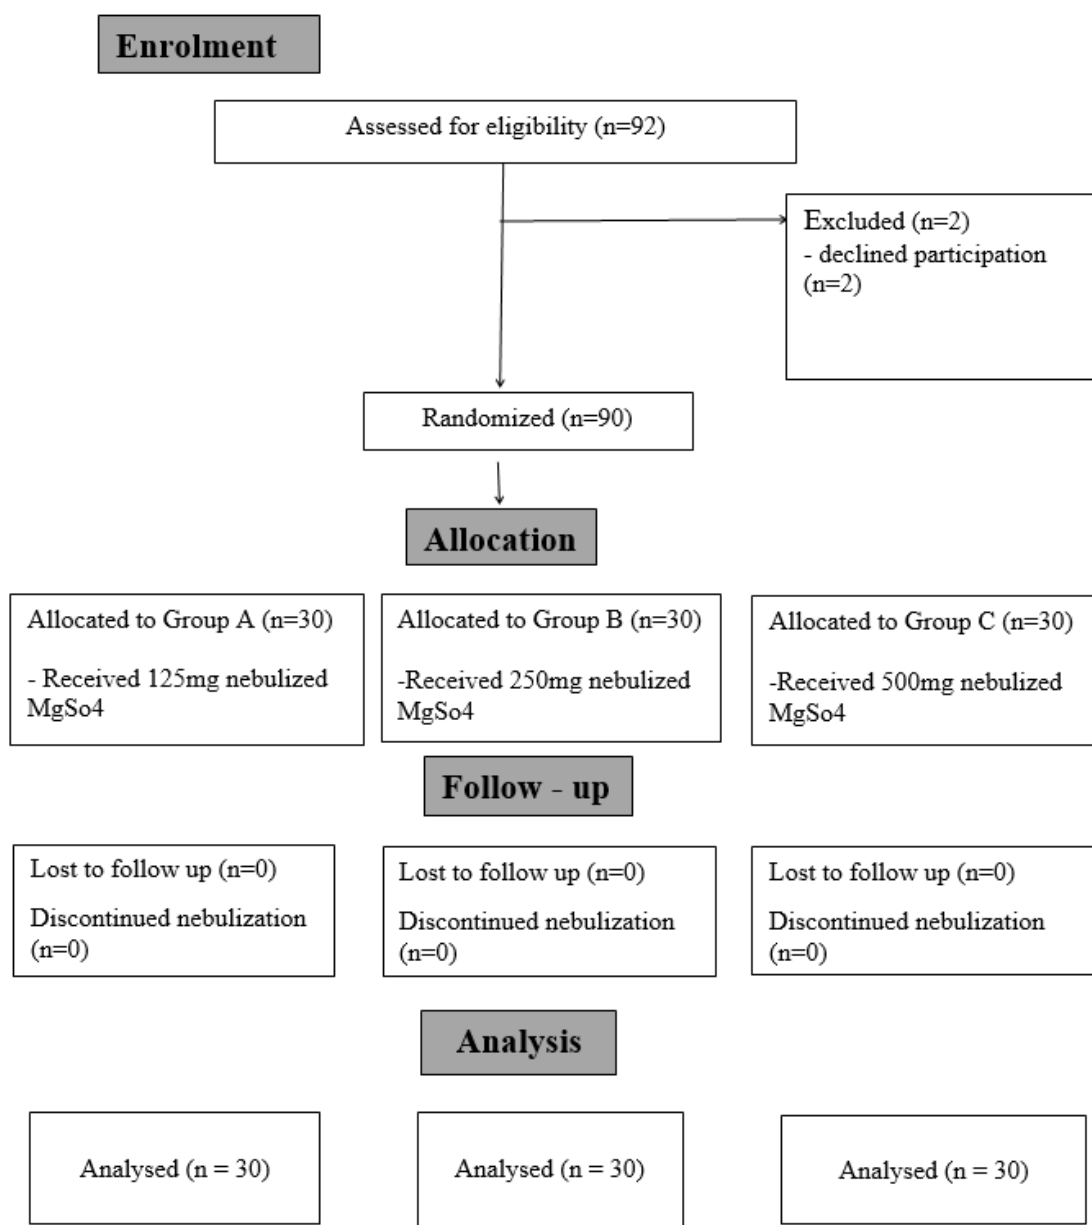 Enrolment
Assessed for eligibility (n=92)
Excluded (n=2)
- declined participation
(n=2)
Randomized (n=90)
Allocation
Allocated to Group A (n=30)
- Received 125mg nebulized
MgSo4
Allocated to Group B (n=30)
-Received 250mg nebulized
MgSo4
Allocated to Group C (n=30)
-Received 500mg nebulized
MgSo4
Follow - up
Lost to follow up (n=0)
Discontinued nebulization
(n=0)
Lost to follow up (n=0)
Discontinued nebulization
(n=0)
Lost to follow up (n=0)
Discontinued nebulization
(n=0)
Analysis
Analysed (n = 30)
Analysed (n = 30)
Analysed (n = 30)